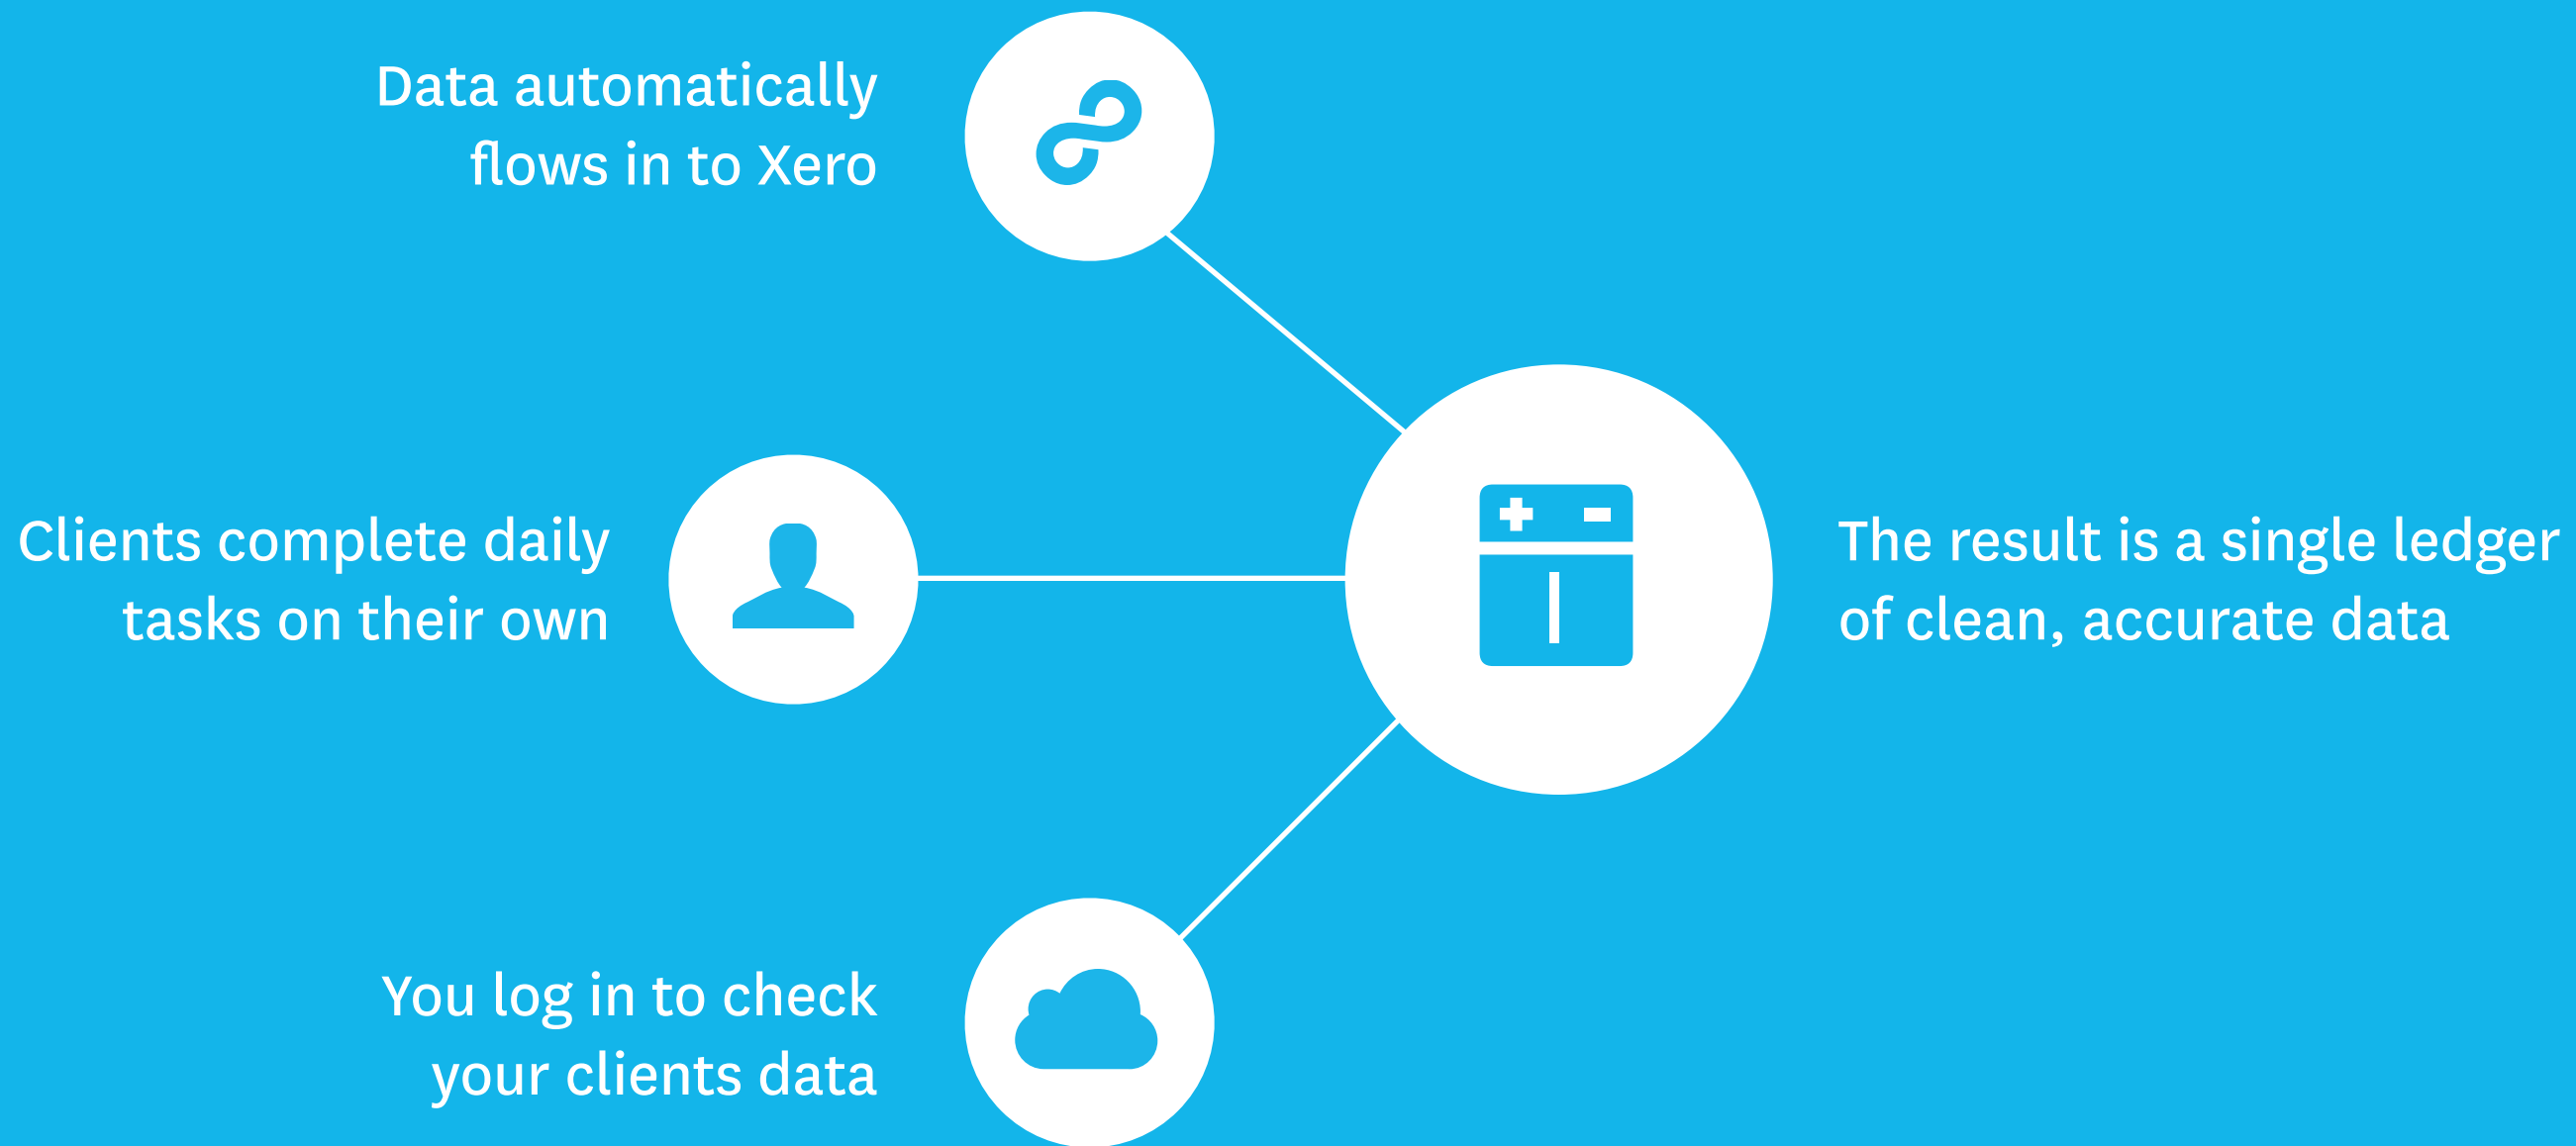 Data automatically
flows in to Xero
Clients complete daily
tasks on their own
The result is a single ledger
of clean, accurate data
You log in to check
your clients data